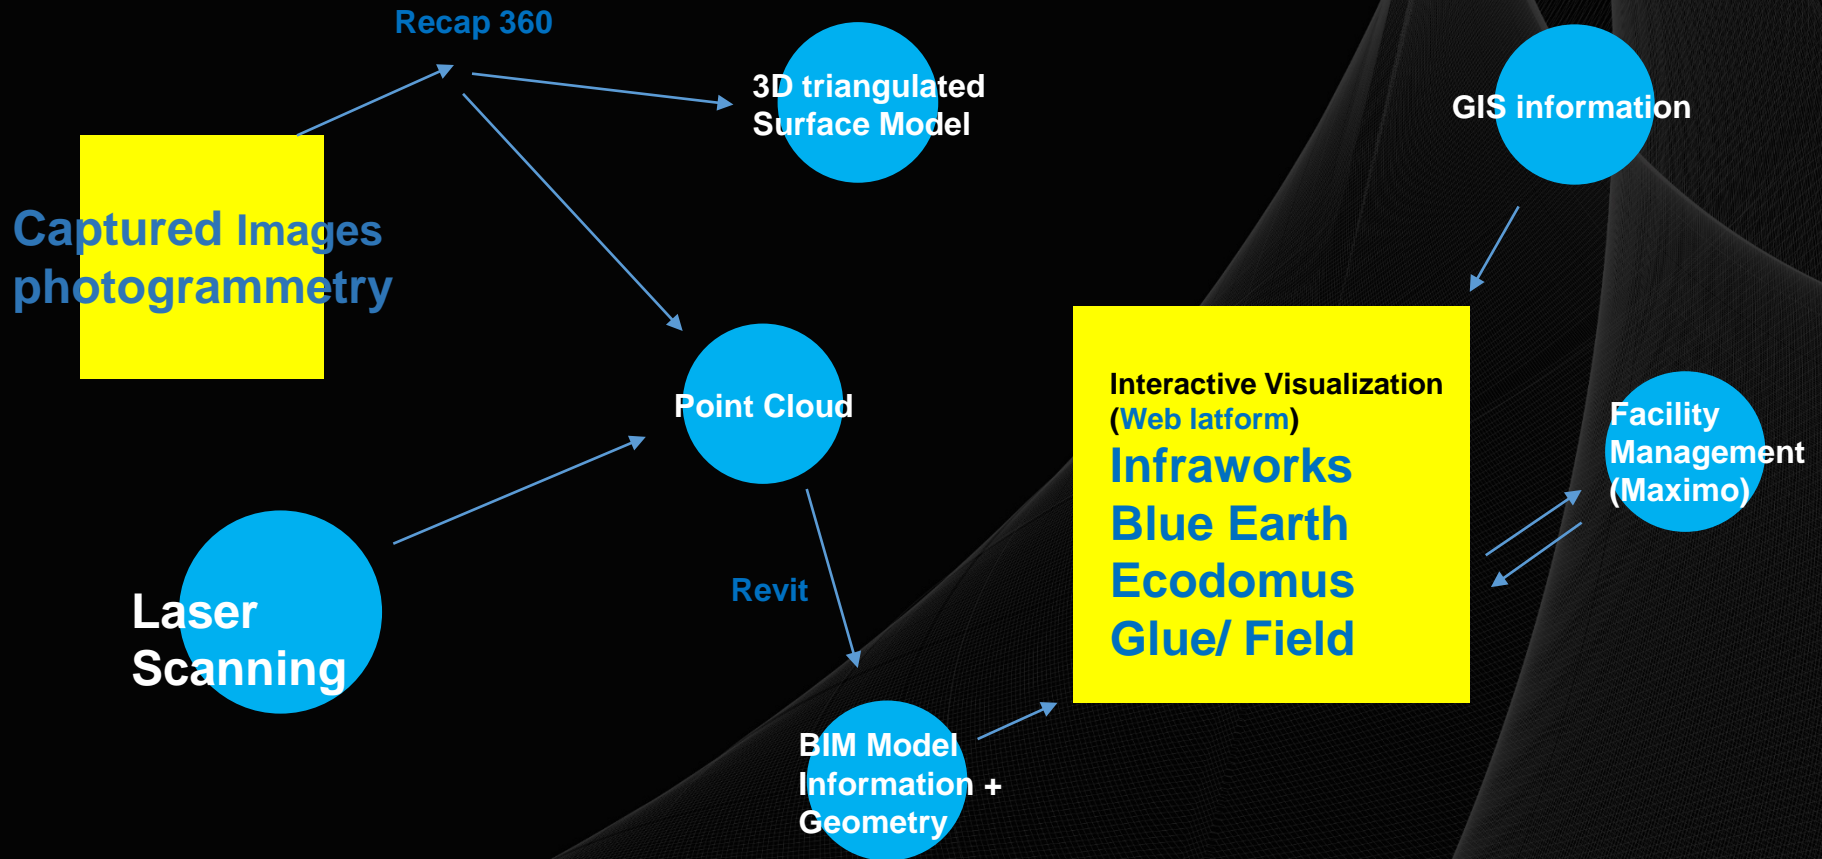 Recap 360
3D triangulated
Surface Model
GIS information
Captured Images
photogrammetry
Point Cloud
Interactive Visualization
(Web latform)
Infraworks
Blue Earth
Ecodomus
Glue/ Field
Facility
Management
(Maximo)
Laser
Scanning
Revit
BIM Model
Information +
Geometry